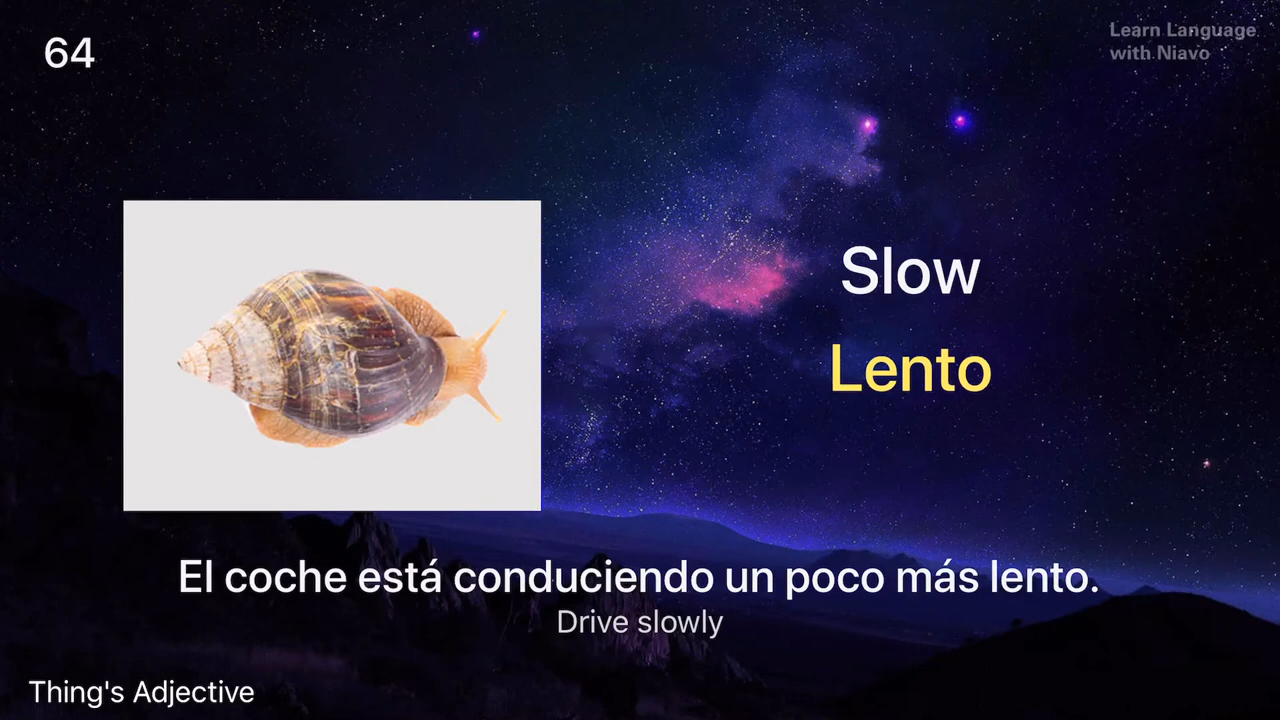 64
Learn Language
with Niavo
Slow
Lento
El coche está conduciendo un poco más lento.
Drive slowly
Thing's Adjective